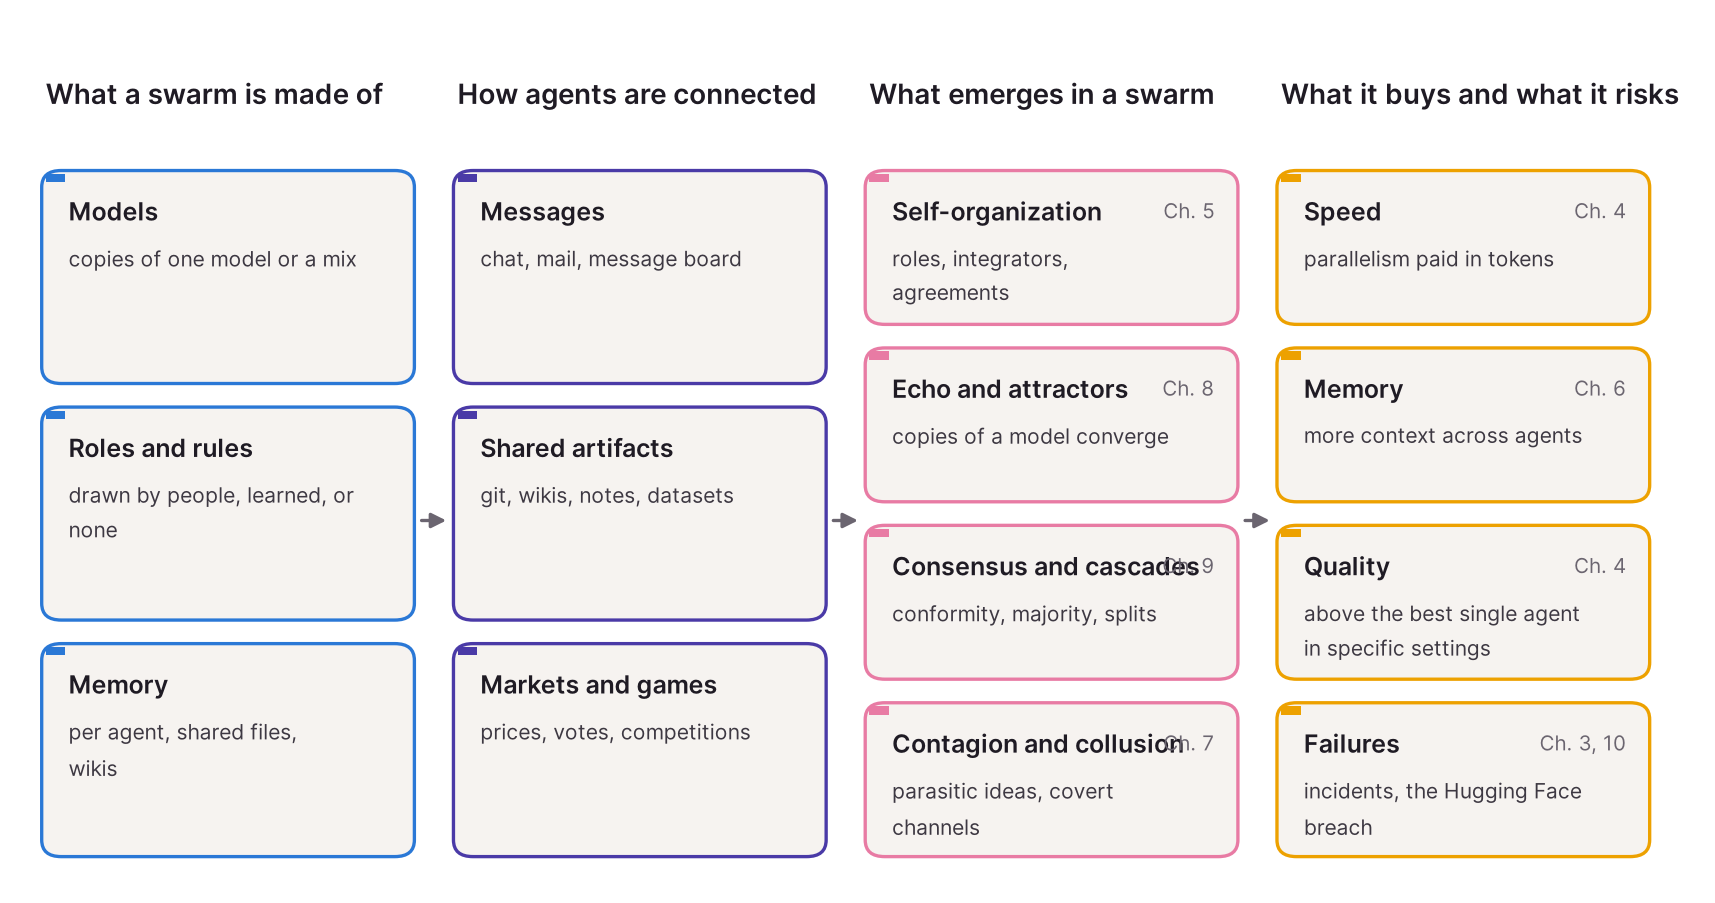 What a swarm is made of
Models
copies of one model or a mix
Roles and rules
drawn by people, learned, or
none
Memory
per agent, shared files,
wikis
How agents are connected
Messages
chat, mail, message board
Shared artifacts
git, wikis, notes, datasets
Markets and games
prices, votes, competitions
What emerges in a swarm
Self-organization Ch. 5
roles, integrators,
agreements
Echo and attractors Ch. 8
copies of a model converge
Consensus and cascades Ch. 9
conformity, majority, splits
Contagion and collusion Ch. 7
parasitic ideas, covert
channels
What it buys and what it risks
Speed Ch. 4
parallelism paid in tokens
Memory Ch. 6
more context across agents
Quality Ch. 4
above the best single agent
in specific settings
Failures Ch. 3, 10
incidents, the Hugging Face
breach